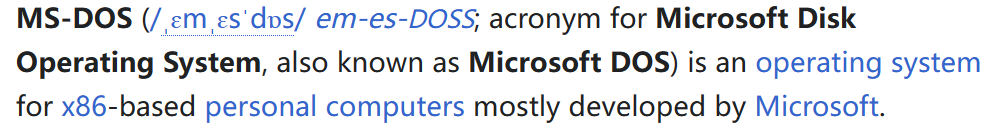 MS-DOS (/ˌɛmˌɛsˈdɒs/ em-es-DOSS; acronym for Microsoft Disk
Operating System, also known as Microsoft DOS) is an operating system
for x86-based personal computers mostly developed by Microsoft.